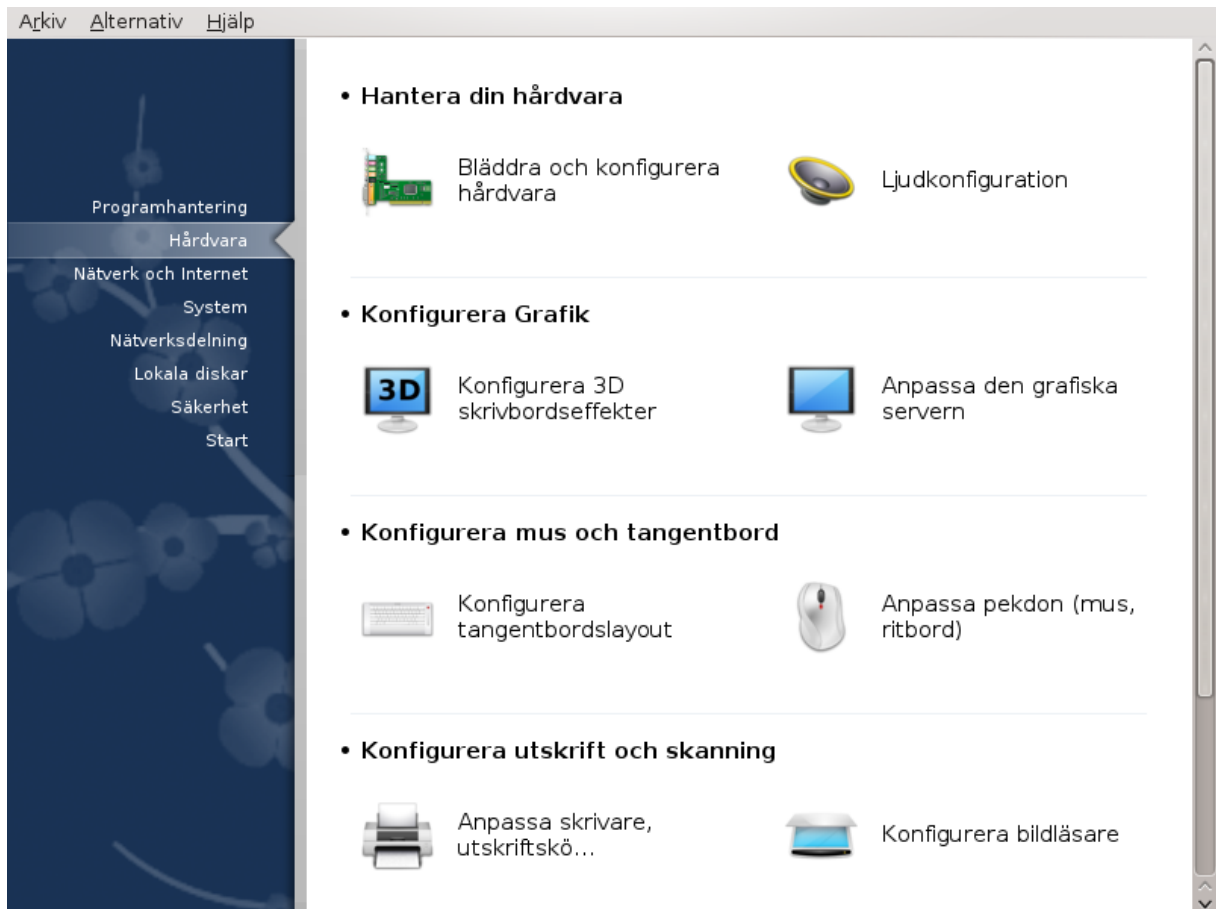 Arkiv Alternativ Hjälp
Programhantering
Hårdvara
Nätverk och Internet
System
Nätverksdelning
Lokala diskar
Säkerhet
Start
• Hantera din hårdvara
Bläddra och konfigurera
hårdvara
Ljudkonfiguration
• Konfigurera Grafik
3D
Konfigurera 3D
skrivbordseffekter
Anpassa den grafiska
servern
• Konfigurera mus och tangentbord
Konfigurera
tangentbordslayout
Anpassa pekdon (mus,
ritbord)
• Konfigurera utskrift och skanning
Anpassa skrivare,
utskriftskö...
Konfigurera bildläsare